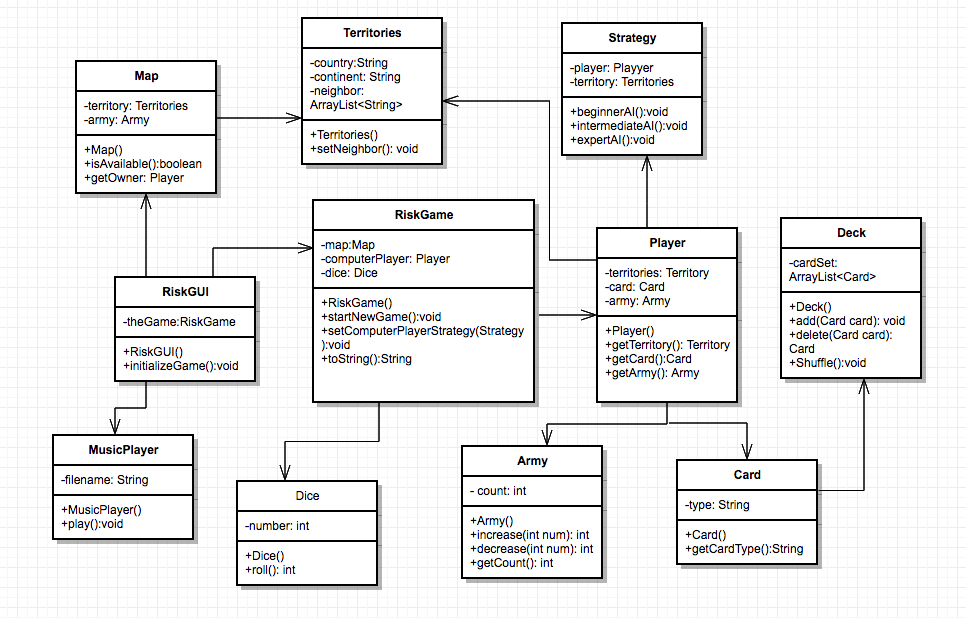 Territories
-country:String
-continent: String
-neighbor:
ArrayList<String>
+Territories()
+setNeighbor(): void
Strategy
-player: Playyer
-territory: Territories
+beginnerAI():void
+intermediateAI():void
+expertAI():void
Map
-territory: Territories
-army: Army
+Map()
+isAvailable():boolean
+getOwner: Player
RiskGame
-map:Map
-computerPlayer: Player
-dice: Dice
+RiskGame()
+startNewGame():void
+setComputerPlayerStrategy(Strategy
):void
+toString():String
Player
-territories: Territory
-card: Card
-army: Army
+Player()
+getTerritory(): Territory
+getCard():Card
+getArmy(): Army
Deck
-cardSet:
ArrayList<Card>
+Deck()
+add(Card card): void
+delete(Card card):
Card
+Shuffle():void
RiskGUI
-theGame:RiskGame
+RiskGUI()
+initializeGame():void
MusicPlayer
-filename: String
+MusicPlayer()
+play():void
Dice
-number: int
+Dice()
+roll(): int
Army
- count: int
+Army()
+increase(int num): int
+decrease(int num): int
+getCount(): int
Card
-type: String
+Card()
+getCardType():String